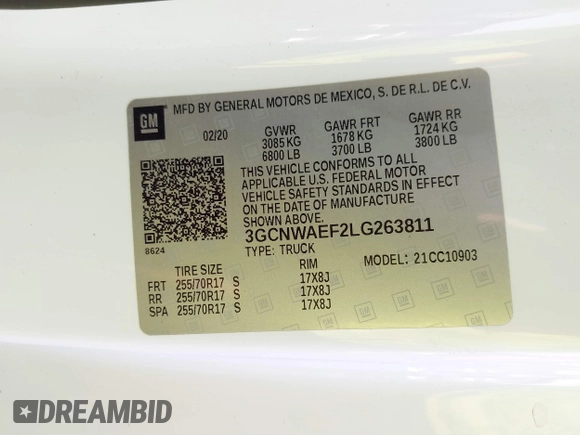 GM MFD BY GENERAL MOTORS DE MEXICO, S. DE R.L. DE C.V.
02/20 GVWR GAWR FRT GAWR RR
3085 KG 1678 KG 1724 KG
6800 LB 3700 LB 3800 LB
THIS VEHICLE CONFORMS TO ALL
APPLICABLE U.S. FEDERAL MOTOR
VEHICLE SAFETY STANDARDS IN EFFECT
ON THE DATE OF MANUFACTURE
SHOWN ABOVE.
8624
3GCNWAEF2LG263811
TYPE: TRUCK MODEL: 21CC10903
TIRE SIZE RIM
FRT 255/70R17 S 17X8J
RR 255/70R17 S 17X8J
SPA 255/70R17 S 17X8J
DREAMBID